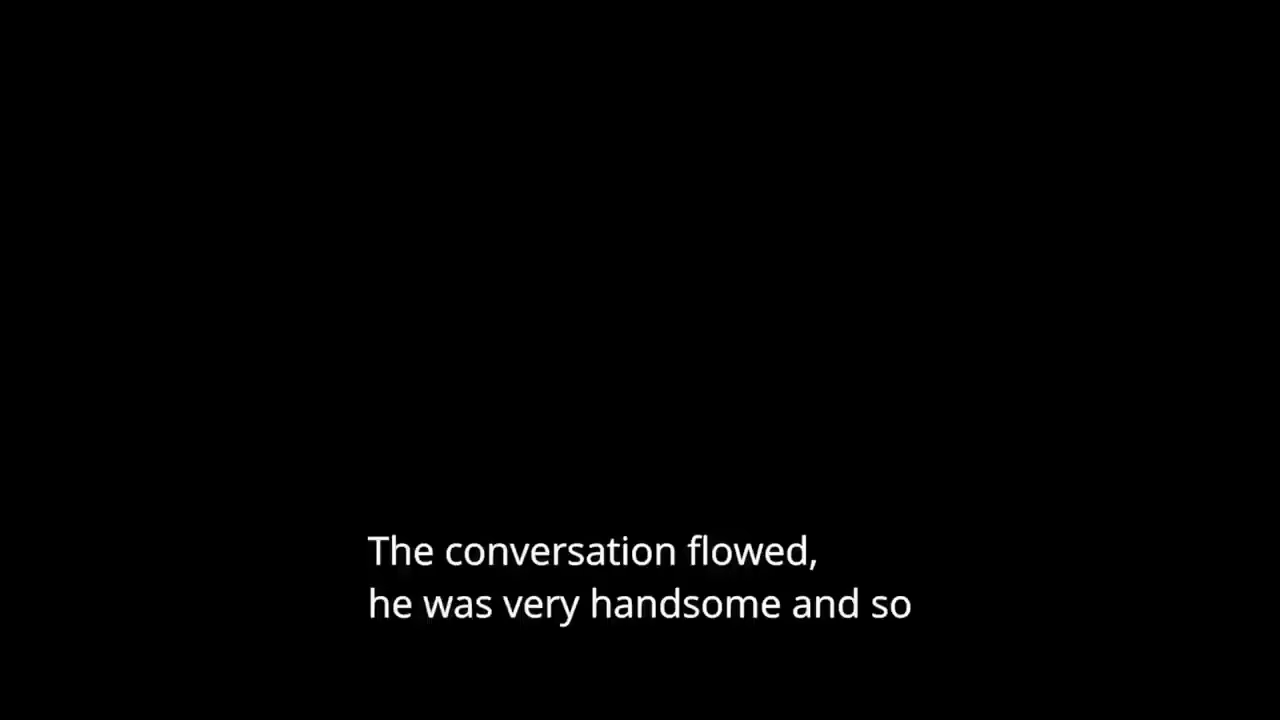 The conversation flowed,
he was very handsome and so